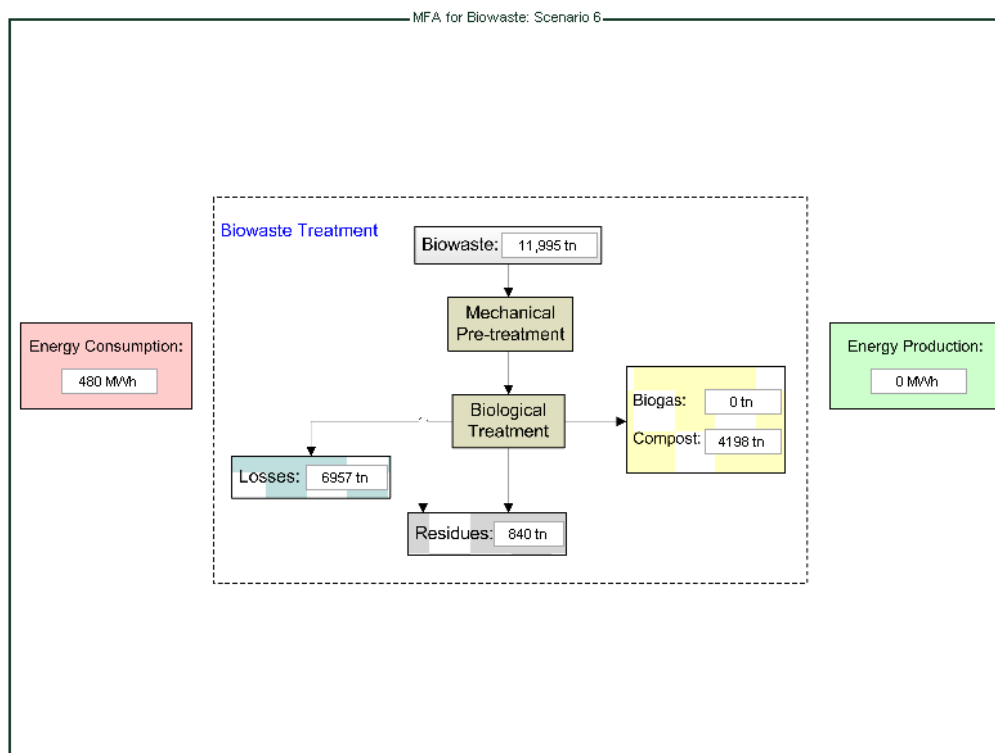 MFA for Biowaste: Scenario 6
Biowaste Treatment
Biowaste: 11,995 tn
Mechanical
Pre-treatment
Energy Consumption:
480 MWh
Energy Production:
0 MWh
Biological
Treatment
Biogas: 0 tn
Compost: 4198 tn
Losses: 6957 tn
Residues: 840 tn